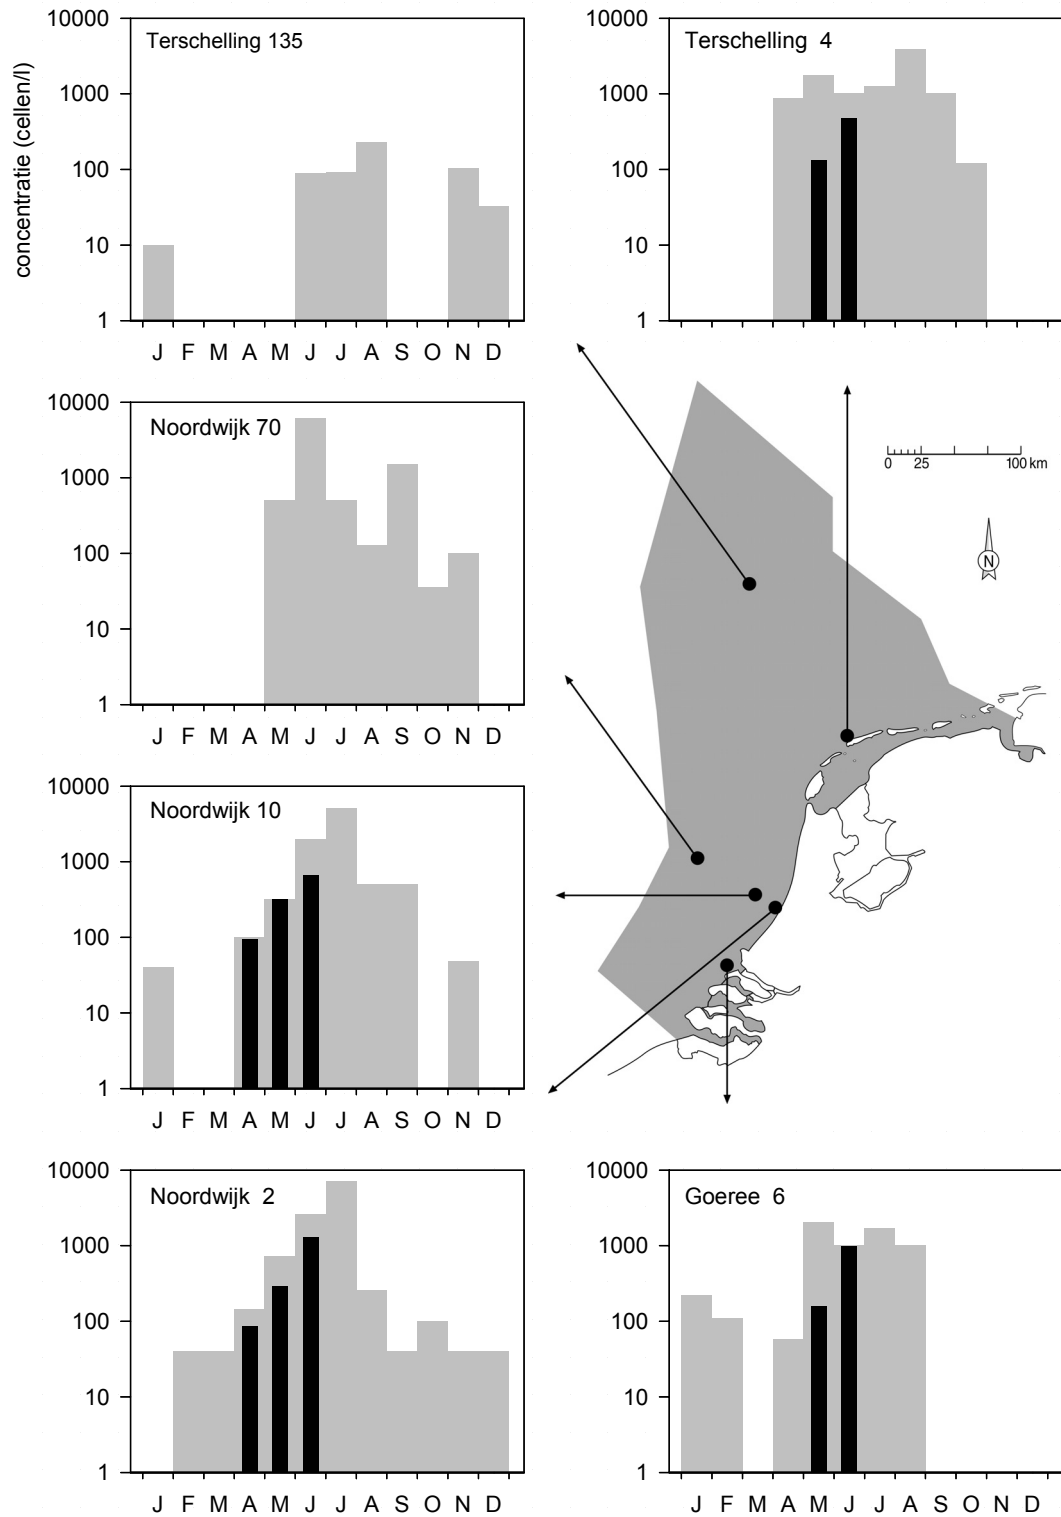 concentratie (cellen/l)
Terschelling 135
10000
1000
100
10
1
J F M A M J J A S O N D
Terschelling 4
10000
1000
100
10
1
Noordwijk 70
10000
1000
100
10
1
J F M A M J J A S O N D
0 25 100 km
N
Noordwijk 10
10000
1000
100
10
1
J F M A M J J A S O N D
Noordwijk 2
10000
1000
100
10
1
J F M A M J J A S O N D
Goeree 6
10000
1000
100
10
1
J F M A M J J A S O N D